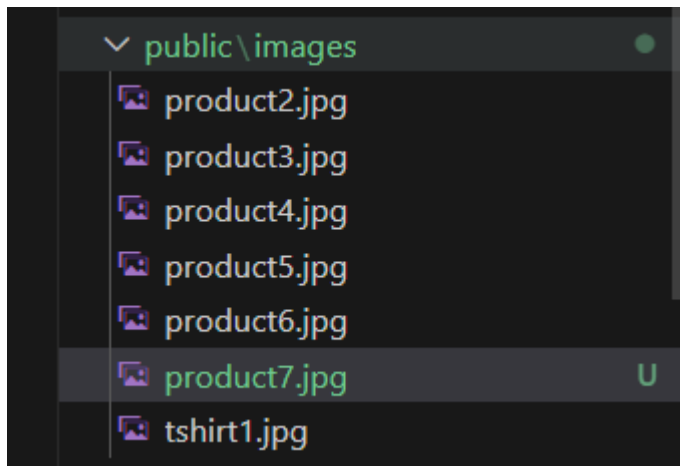 public\images
product2.jpg
product3.jpg
product4.jpg
product5.jpg
product6.jpg
product7.jpg U
tshirt1.jpg